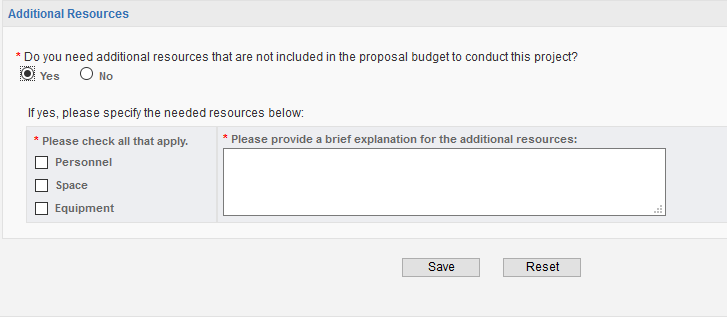 Additional Resources
* Do you need additional resources that are not included in the proposal budget to conduct this project?
Yes No
If yes, please specify the needed resources below:
* Please check all that apply.
Personnel
Space
Equipment
* Please provide a brief explanation for the additional resources:
Save Reset